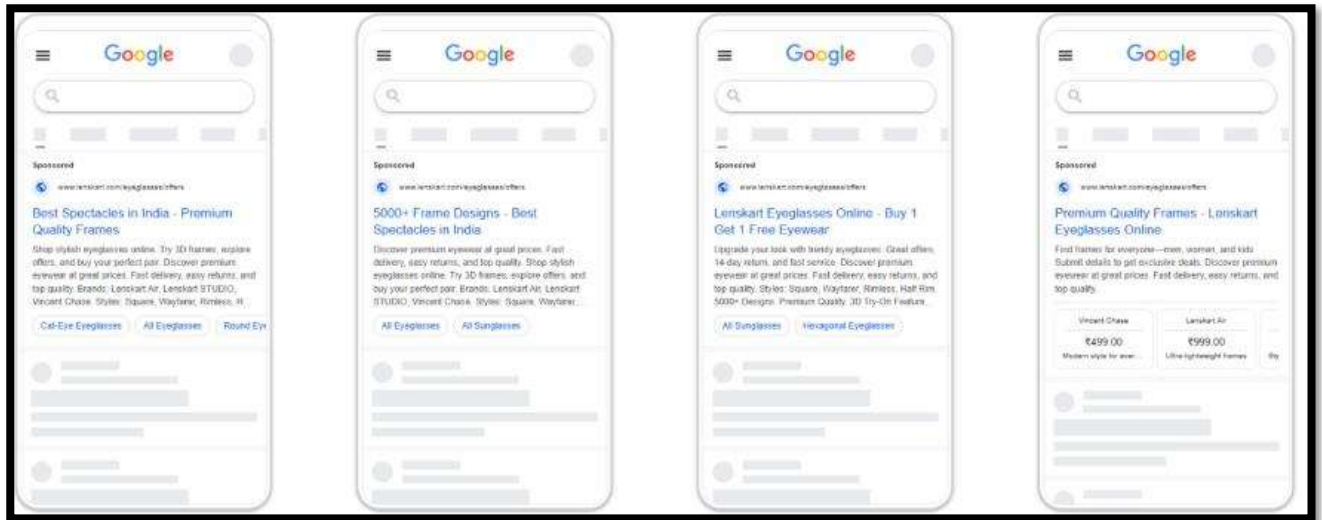 Google
Sponsored
www.lenskart.com/eyeglasses/offers
Best Spectacles in India - Premium
Quality Frames
Shop stylish eyeglasses online. Try 3D frames, explore
offers, and buy your perfect pair. Discover premium
eyewear at great prices. Fast delivery, easy returns, and
top quality. Brands: Lenskart Air, Lenskart STUDIO,
Vincent Chase. Styles: Square, Wayfarer, Rimless, H...
Cat-Eye Eyeglasses
All Eyeglasses
Round Eye
Google
Sponsored
www.lenskart.com/eyeglasses/offers
5000+ Frame Designs - Best
Spectacles in India
Discover premium eyewear at great prices. Fast
delivery, easy returns, and top quality. Shop stylish
eyeglasses online. Try 3D frames, explore offers, and
buy your perfect pair. Brands: Lenskart Air, Lenskart
STUDIO, Vincent Chase. Styles: Square, Wayfarer...
All Eyeglasses
All Sunglasses
Google
Sponsored
www.lenskart.com/eyeglasses/offers
Lenskart Eyeglasses Online - Buy 1
Get 1 Free Eyewear
Upgrade your look with trendy eyeglasses. Great offers,
14-day return, and fast service. Discover premium
eyewear at great prices. Fast delivery, easy returns, and
top quality. Styles: Square, Wayfarer, Rimless, Half Rim.
5000+ Designs, Premium Quality, 3D Try-On Feature...
All Sunglasses
Hexagonal Eyeglasses
Google
Sponsored
www.lenskart.com/eyeglasses/offers
Premium Quality Frames - Lenskart
Eyeglasses Online
Find frames for everyone—men, women, and kids
Submit details to get exclusive deals. Discover premium
eyewear at great prices. Fast delivery, easy returns, and
top quality.
Vincent Chase
Lenskart Air
₹499.00
₹999.00
Modern style for ever...
Ultra-lightweight frames